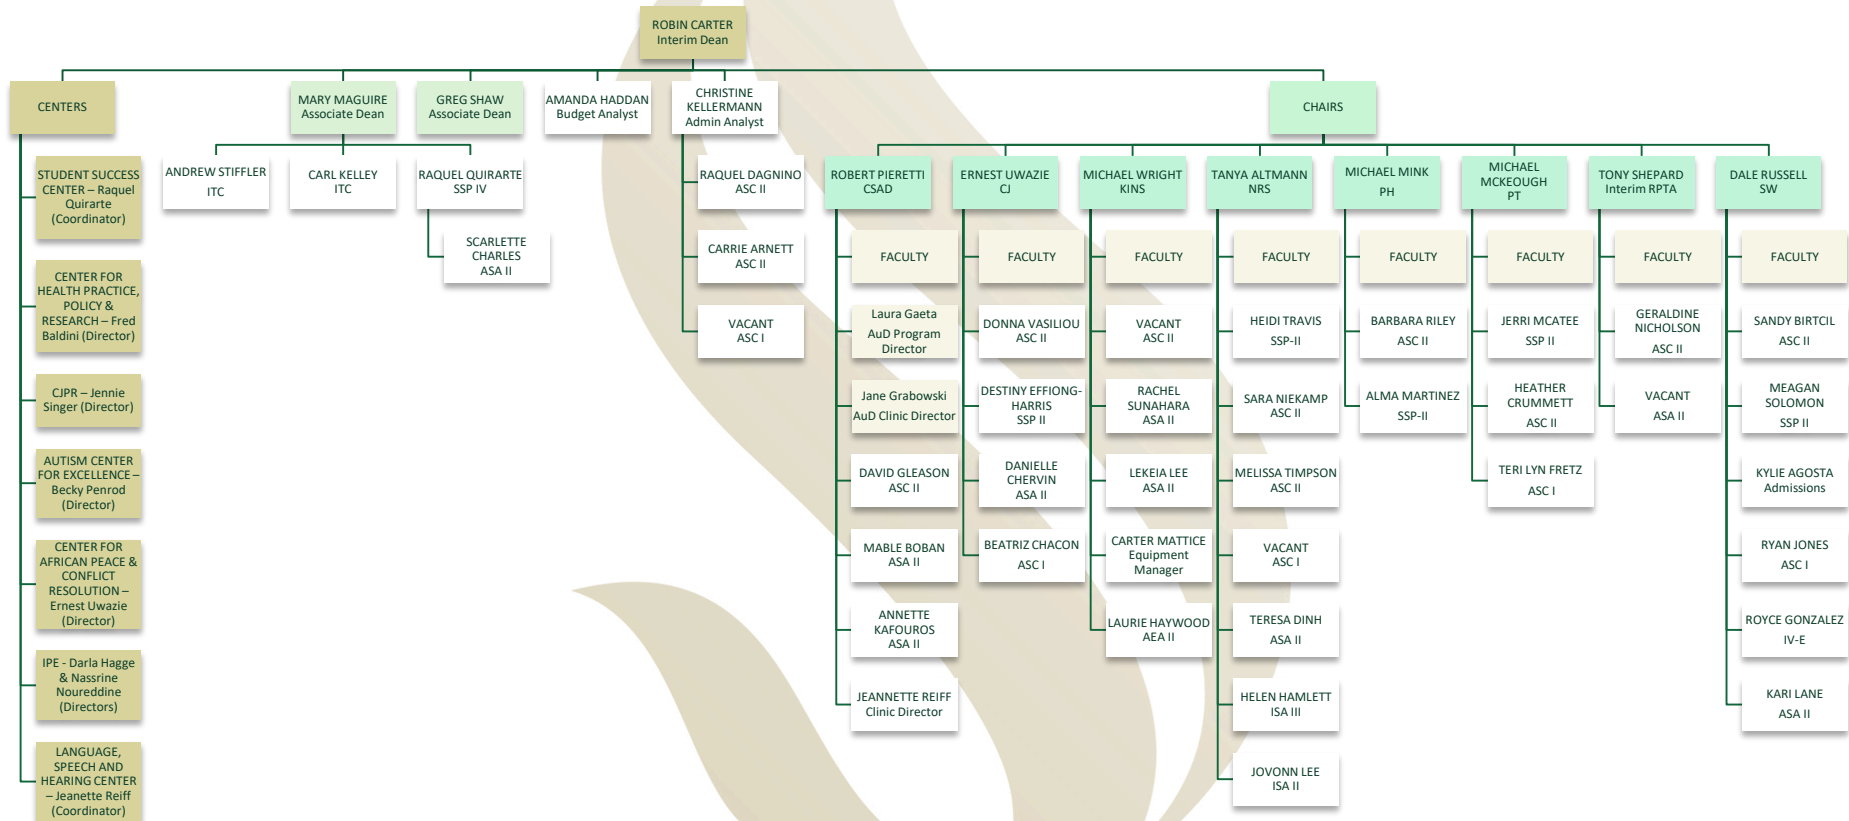 ROBIN CARTER
Interim Dean
CENTERS
MARY MAGUIRE
Associate Dean
GREG SHAW
Associate Dean
AMANDA HADDAN
Budget Analyst
CHRISTINE
KELLERMANN
Admin Analyst
CHAIRS
STUDENT SUCCESS
CENTER – Raquel
Quirarte
(Coordinator)
CENTER FOR
HEALTH PRACTICE,
POLICY &
RESEARCH – Fred
Baldini (Director)
CJPR – Jennie
Singer (Director)
AUTISM CENTER
FOR EXCELLENCE –
Becky Penrod
(Director)
CENTER FOR
AFRICAN PEACE &
CONFLICT
RESOLUTION –
Ernest Uwazie
(Director)
IPE - Darla Hagge
& Nassrine
Noureddine
(Directors)
LANGUAGE,
SPEECH AND
HEARING CENTER
– Jeanette Reiff
(Coordinator)
ANDREW STIFFLER
ITC
CARL KELLEY
ITC
RAQUEL QUIRARTE
SSP IV
SCARLETTE
CHARLES
ASA II
RAQUEL DAGNINO
ASC II
CARRIE ARNETT
ASC II
VACANT
ASC I
ROBERT PIERETTI
CSAD
FACULTY
Laura Gaeta
AuD Program
Director
Jane Grabowski
AuD Clinic Director
DAVID GLEASON
ASC II
MABLE BOBAN
ASA II
ANNETTE
KAFOUROS
ASA II
JEANNETTE REIFF
Clinic Director
ERNEST UWAZIE
CJ
FACULTY
DONNA VASILIOU
ASC II
DESTINY EFFIONG-
HARRIS
SSP II
DANIELLE
CHERVIN
ASA II
BEATRIZ CHACON
ASC I
MICHAEL WRIGHT
KINS
FACULTY
VACANT
ASC II
RACHEL
SUNAHARA
ASA II
LEKEIA LEE
ASA II
CARTER MATTICE
Equipment
Manager
LAURIE HAYWOOD
AEA II
TANYA ALTMANN
NRS
FACULTY
HEIDI TRAVIS
SSP-II
SARA NIEKAMP
ASC II
MELISSA TIMPSON
ASC II
VACANT
ASC I
TERESA DINH
ASA II
HELEN HAMLETT
ISA III
JOVONN LEE
ISA II
MICHAEL MINK
PH
FACULTY
BARBARA RILEY
ASC II
ALMA MARTINEZ
SSP-II
MICHAEL
MCKEOUGH
PT
FACULTY
JERRI MCATEE
SSP II
HEATHER
CRUMMETT
ASC II
TERI LYN FRETZ
ASC I
TONY SHEPARD
Interim RPTA
FACULTY
GERALDINE
NICHOLSON
ASC II
VACANT
ASA II
DALE RUSSELL
SW
FACULTY
SANDY BIRTCIL
ASC II
MEAGAN
SOLOMON
SSP II
KYLIE AGOSTA
Admissions
RYAN JONES
ASC I
ROYCE GONZALEZ
IV-E
KARI LANE
ASA II